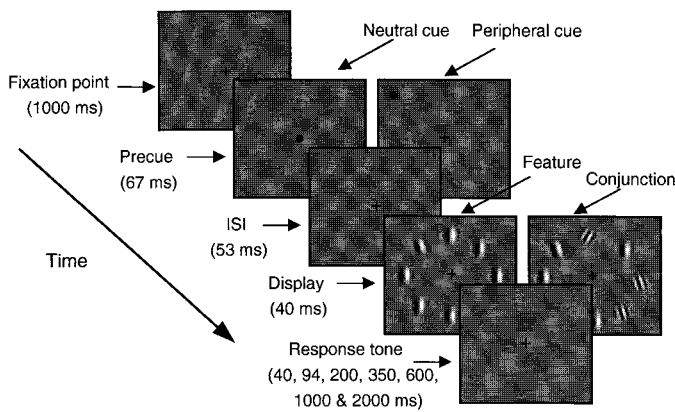 Neutral cue
Peripheral cue
Fixation point
(1000 ms)
Precue
(67 ms)
Feature
Conjunction
ISI
(53 ms)
Time
Display
(40 ms)
Response tone
(40, 94, 200, 350, 600,
1000 & 2000 ms)